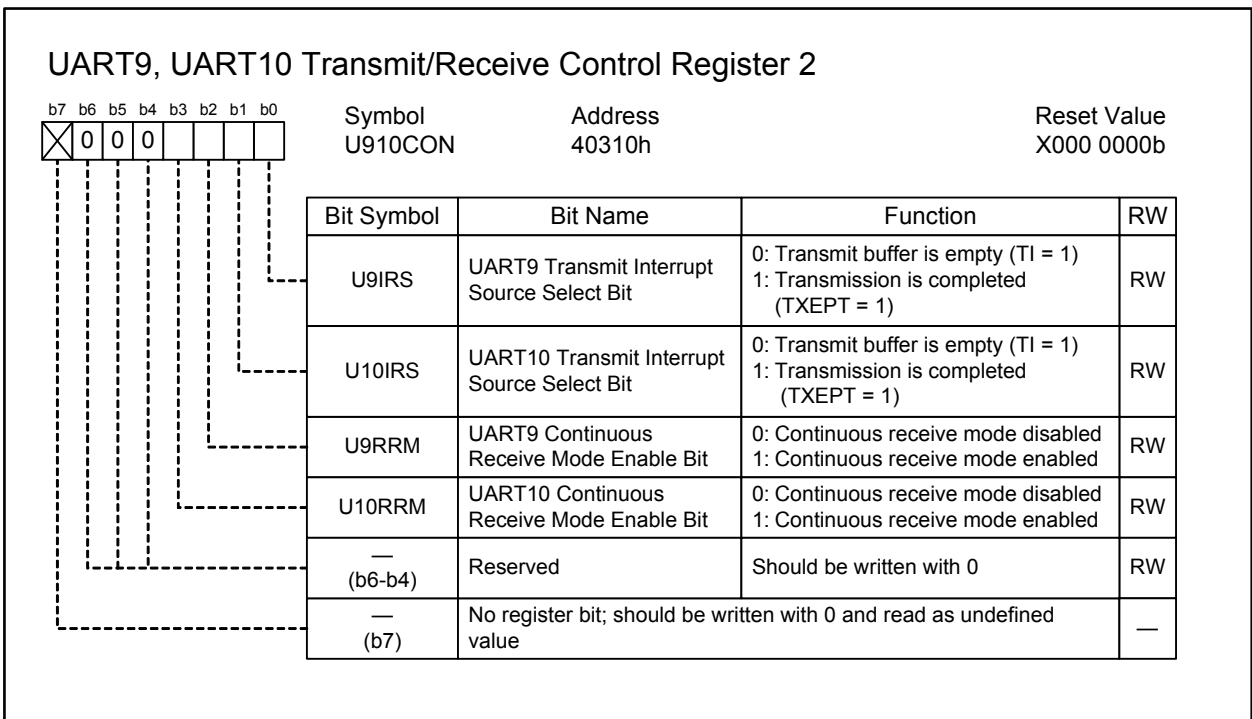 UART9, UART10 Transmit/Receive Control Register 2
b7 b6 b5 b4 b3 b2 b1 b0
0 0 0
Symbol Address Reset Value
U910CON 40310h X000 0000b
Bit Symbol Bit Name Function RW
U9IRS
UART9 Transmit Interrupt
Source Select Bit
0: Transmit buffer is empty (TI = 1)
1: Transmission is completed
(TXEPT = 1)
RW
U10IRS
UART10 Transmit Interrupt
Source Select Bit
0: Transmit buffer is empty (TI = 1)
1: Transmission is completed
(TXEPT = 1)
RW
U9RRM
UART9 Continuous
Receive Mode Enable Bit
0: Continuous receive mode disabled
1: Continuous receive mode enabled
RW
U10RRM
UART10 Continuous
Receive Mode Enable Bit
0: Continuous receive mode disabled
1: Continuous receive mode enabled
RW
—
(b6-b4)
Reserved
Should be written with 0
RW
—
(b7)
No register bit; should be written with 0 and read as undefined
value
—